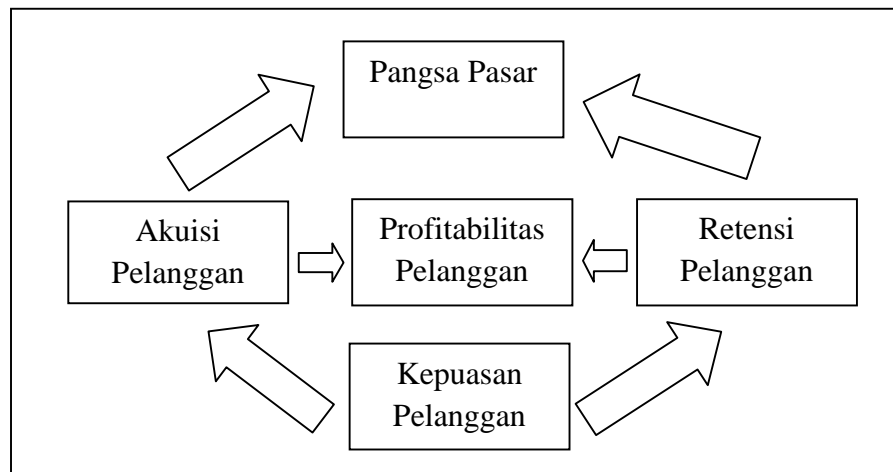 Pangsa Pasar
Akuisi
Pelanggan
Profitabilitas
Pelanggan
Retensi
Pelanggan
Kepuasan
Pelanggan